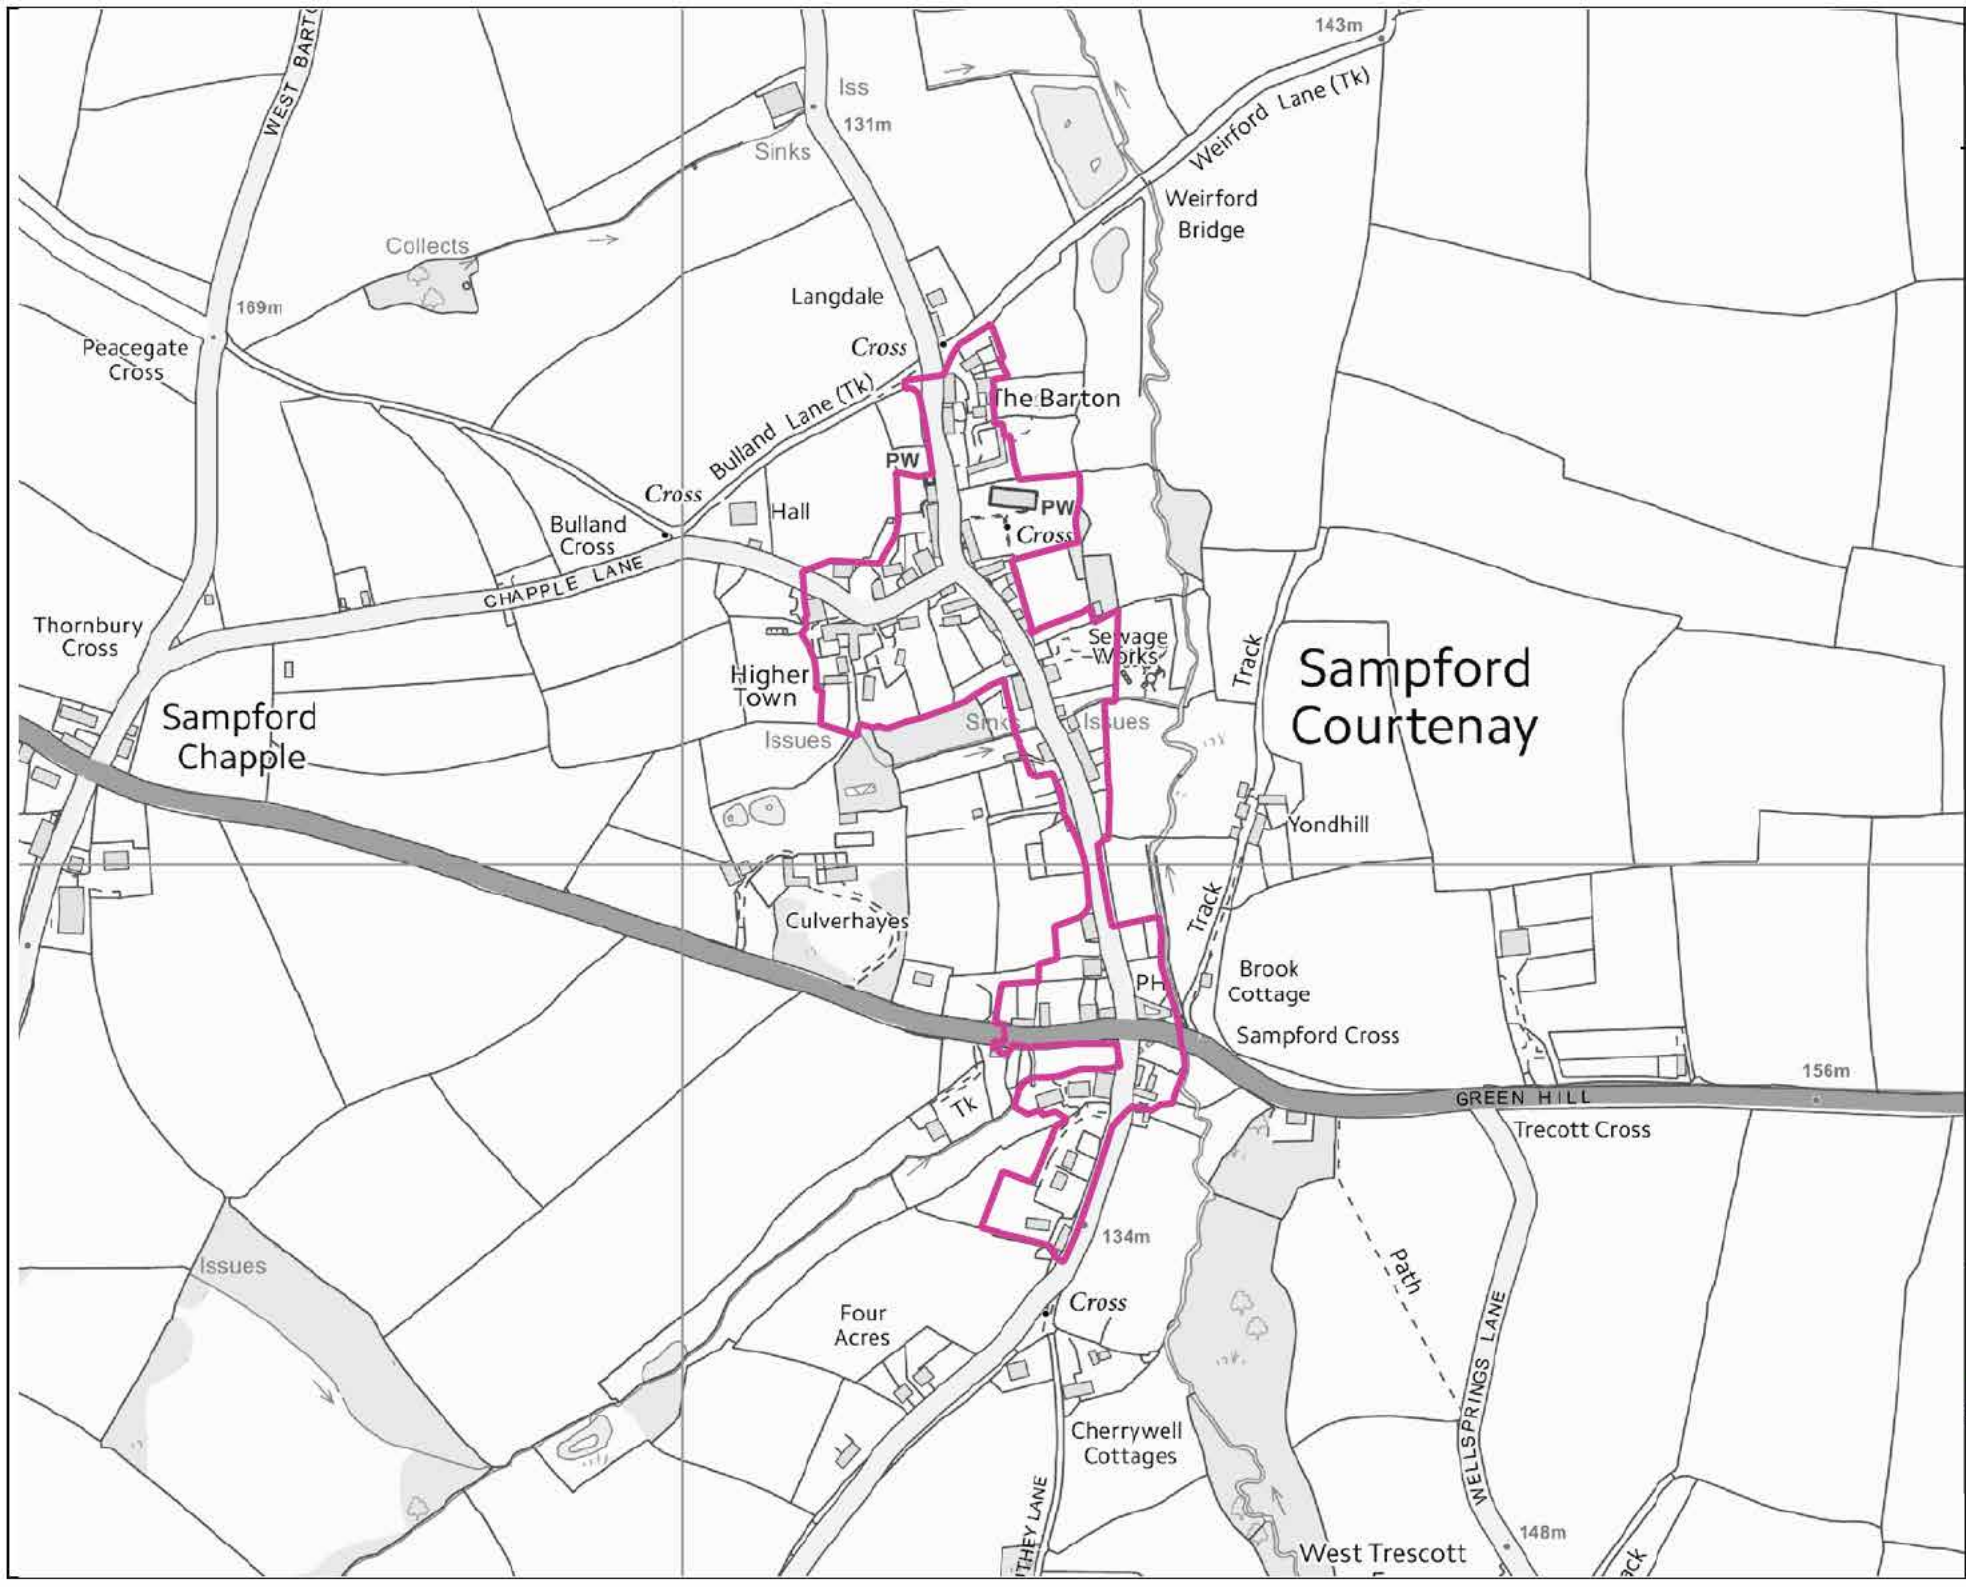 143m
WEST BARTO
Iss
131m
Sinks
Weirford Lane (Tk)
Weirford
Bridge
Collects
169m
Langdale
Peacegate
Cross
Cross
The Barton
Bulland Lane (Tk)
PW
Cross
Hall
PW
Cross
Bulland
Cross
CHAPPLE LANE
Thornbury
Cross
Sewage
Works
Track
Sampford
Courtenay
Higher
Town
Sampford
Chapple
Sinks
Issues
Issues
Yondhill
Culverhayes
Track
Brook
Cottage
PH
Sampford Cross
156m
GREEN HILL
Tk
Trecott Cross
134m
Issues
Path
Cross
Four
Acres
WELLSPRINGS LANE
Cherrywell
Cottages
THEY LANE
148m
West Trescott
ack